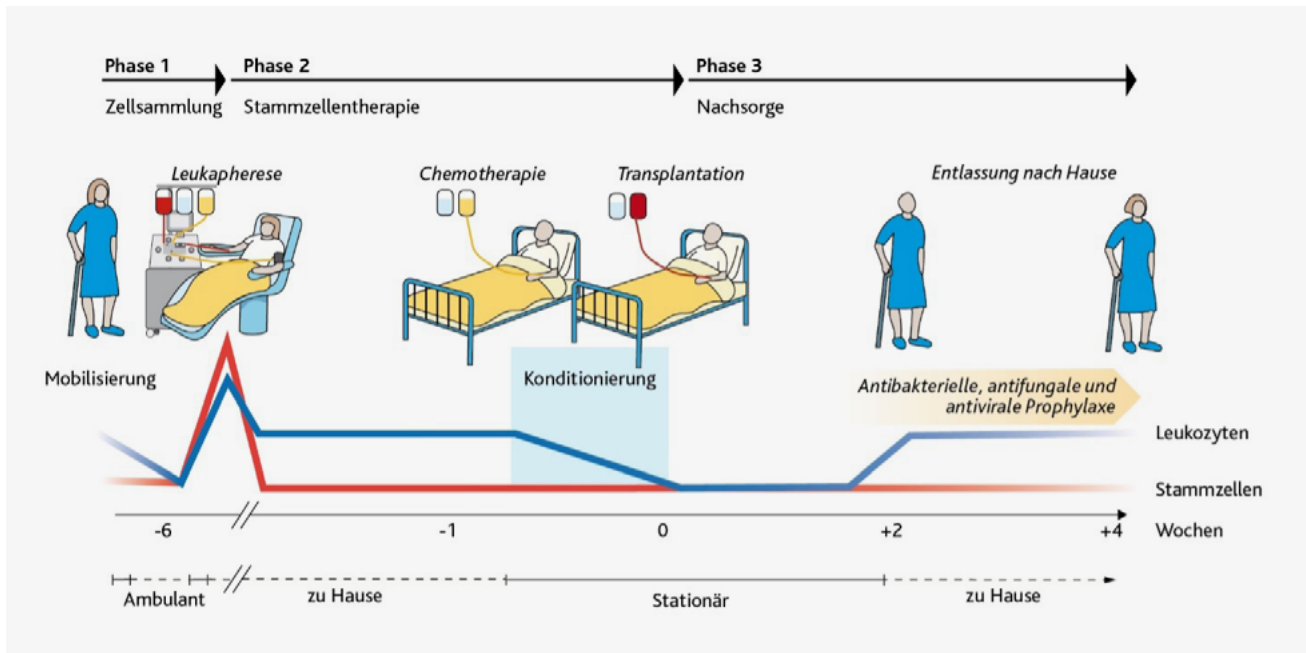 Phase 1
Phase 2
Phase 3
Zellsammlung
Stammzellentherapie
Nachsorge
Leukapherese
Chemotherapie
Transplantation
Entlassung nach Hause
Mobilisierung
Konditionierung
Antibakterielle, antifungale und
antivirale Prophylaxe
Leukozyten
Stammzellen
-6
-1
0
+2
+4
Wochen
Ambulant
zu Hause
Stationär
zu Hause